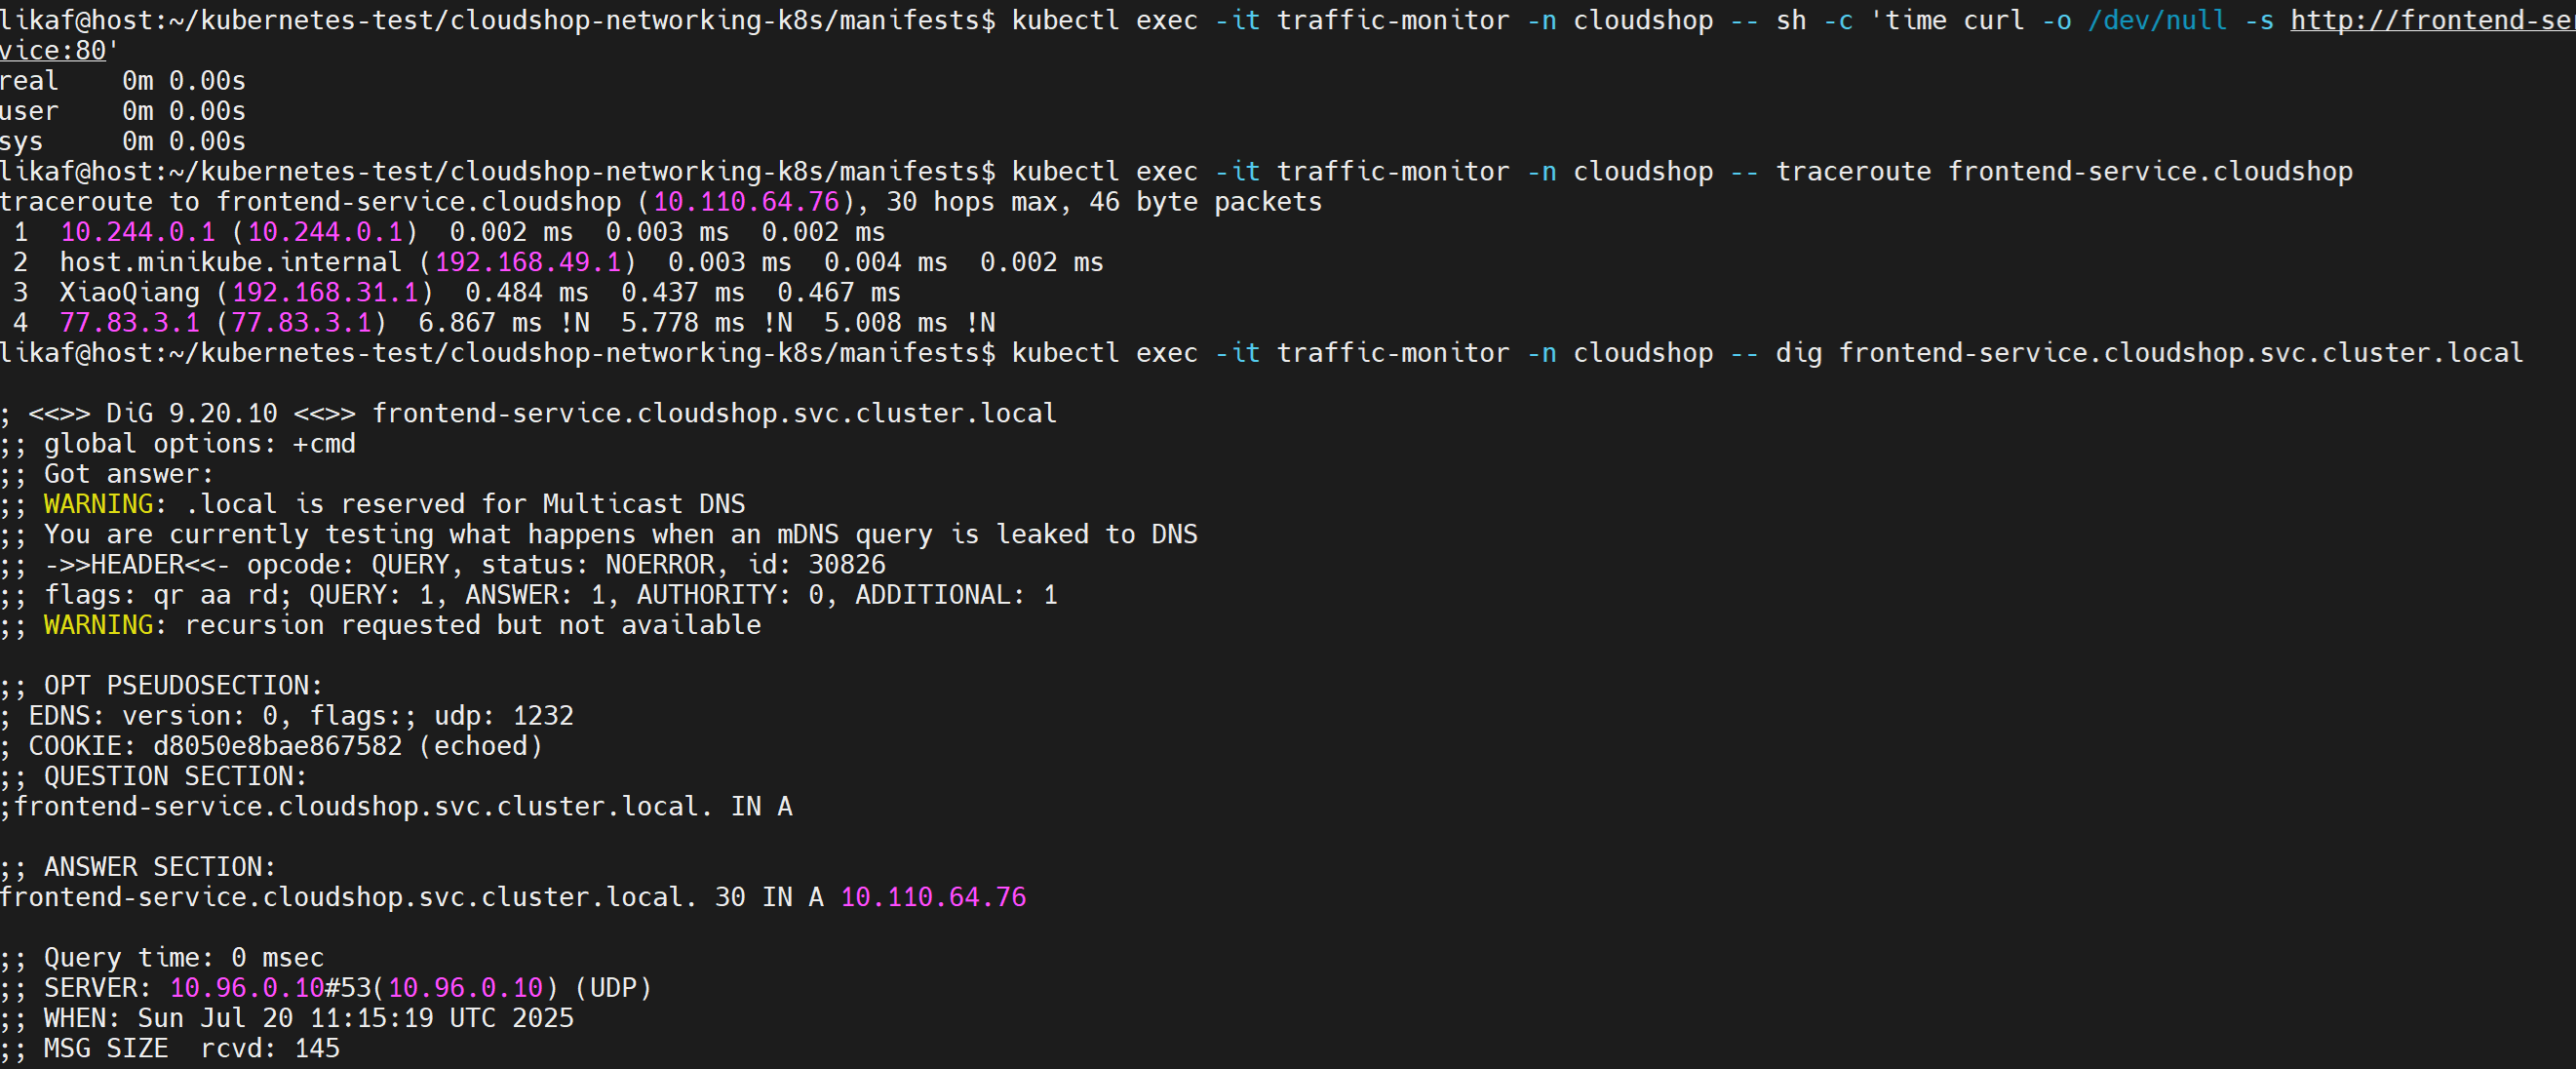 likaf@host:~/kubernetes-test/cloudshop-networking-k8s/manifests$ kubectl exec -it traffic-monitor -n cloudshop -- sh -c 'time curl -o /dev/null -s http://frontend-ser
vice:80'
real    0m 0.00s
user    0m 0.00s
sys     0m 0.00s
likaf@host:~/kubernetes-test/cloudshop-networking-k8s/manifests$ kubectl exec -it traffic-monitor -n cloudshop -- traceroute frontend-service.cloudshop
traceroute to frontend-service.cloudshop (10.110.64.76), 30 hops max, 46 byte packets
 1  10.244.0.1 (10.244.0.1)  0.002 ms  0.003 ms  0.002 ms
 2  host.minikube.internal (192.168.49.1)  0.003 ms  0.004 ms  0.002 ms
 3  XiaoQiang (192.168.31.1)  0.484 ms  0.437 ms  0.467 ms
 4  77.83.3.1 (77.83.3.1)  6.867 ms !N  5.778 ms !N  5.008 ms !N
likaf@host:~/kubernetes-test/cloudshop-networking-k8s/manifests$ kubectl exec -it traffic-monitor -n cloudshop -- dig frontend-service.cloudshop.svc.cluster.local

; <<>> DiG 9.20.10 <<>> frontend-service.cloudshop.svc.cluster.local
;; global options: +cmd
;; Got answer:
;; WARNING: .local is reserved for Multicast DNS
;; You are currently testing what happens when an mDNS query is leaked to DNS
;; ->>HEADER<<- opcode: QUERY, status: NOERROR, id: 30826
;; flags: qr aa rd; QUERY: 1, ANSWER: 1, AUTHORITY: 0, ADDITIONAL: 1
;; WARNING: recursion requested but not available

;; OPT PSEUDOSECTION:
; EDNS: version: 0, flags:; udp: 1232
; COOKIE: d8050e8bae867582 (echoed)
;; QUESTION SECTION:
;frontend-service.cloudshop.svc.cluster.local. IN A

;; ANSWER SECTION:
frontend-service.cloudshop.svc.cluster.local. 30 IN A 10.110.64.76

;; Query time: 0 msec
;; SERVER: 10.96.0.10#53(10.96.0.10) (UDP)
;; WHEN: Sun Jul 20 11:15:19 UTC 2025
;; MSG SIZE  rcvd: 145